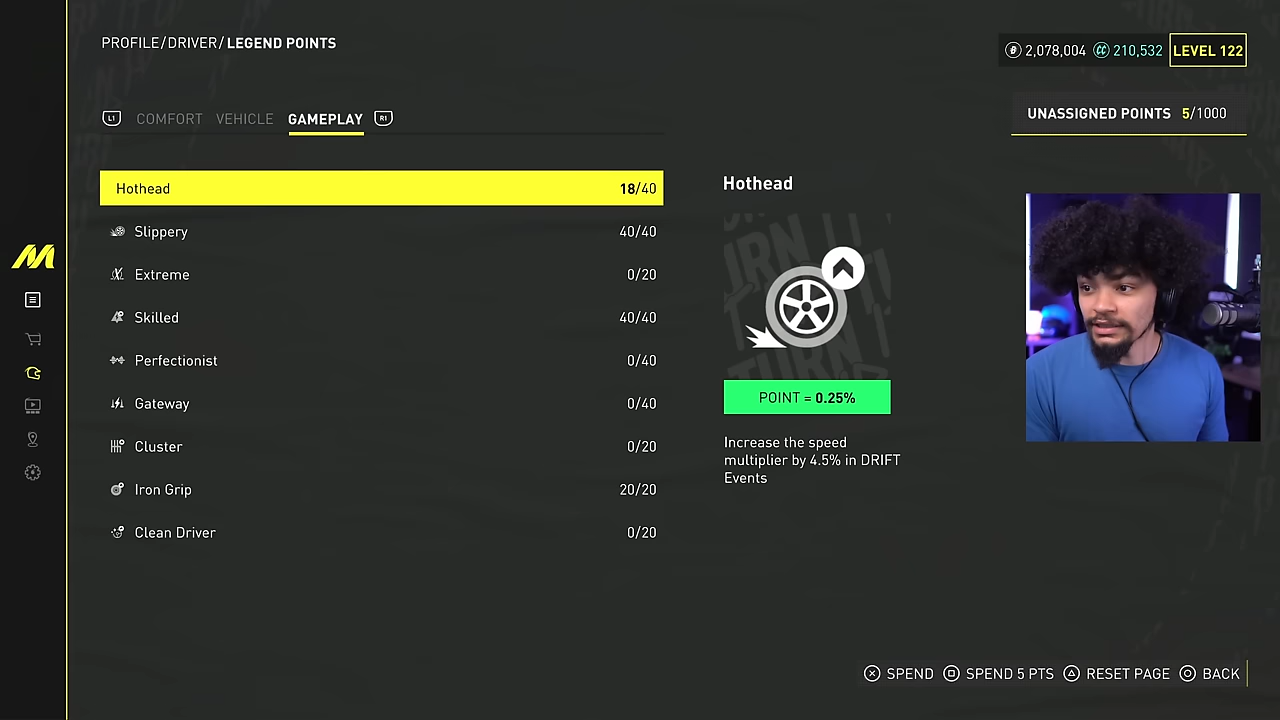 PROFILE/DRIVER/LEGEND POINTS
2,078,004 210,532 LEVEL 122
UNASSIGNED POINTS 5/1000
L1 COMFORT VEHICLE GAMEPLAY R1
Hothead 18/40
Slippery 40/40
Extreme 0/20
Skilled 40/40
Perfectionist 0/40
Gateway 0/40
Cluster 0/20
Iron Grip 20/20
Clean Driver 0/20
Hothead
POINT = 0.25%
Increase the speed
multiplier by 4.5% in DRIFT
Events
SPEND SPEND 5 PTS RESET PAGE BACK